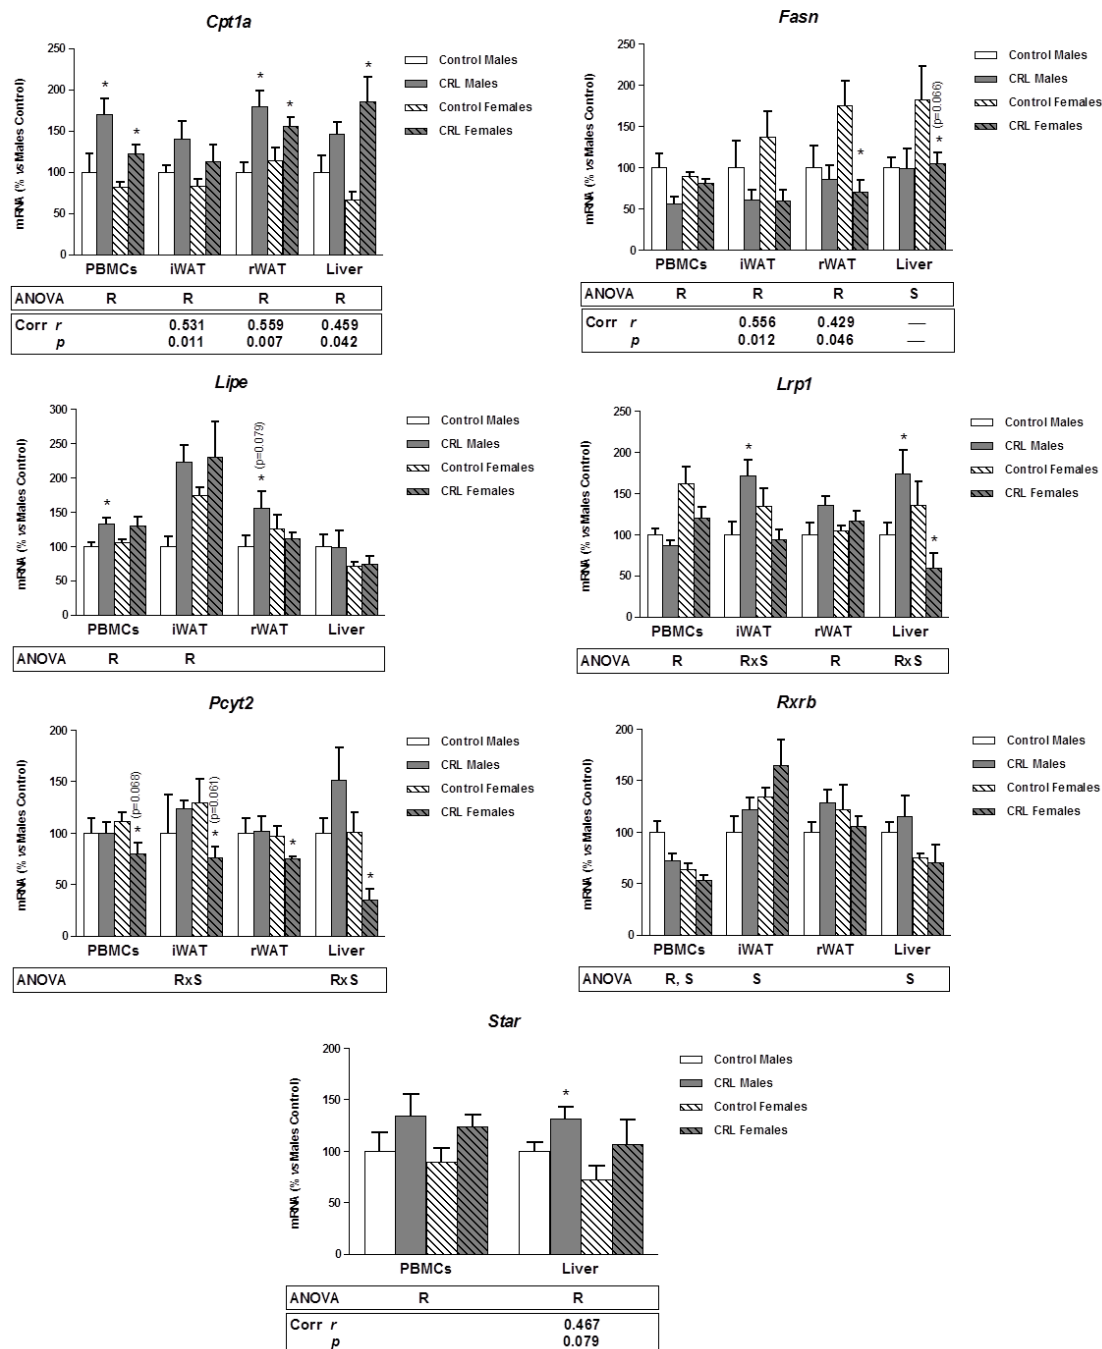 Cpt1a
mRNA (% vs Males Control)
250
200
150
100
50
0
* * * * *
PBMCs iWAT rWAT Liver
Control Males
CRL Males
Control Females
CRL Females
ANOVA R R R R
Corr r 0.531 0.559 0.459
p 0.011 0.007 0.042
Fasn
mRNA (% vs Males Control)
250
200
150
100
50
0
* * (p=0.066)
PBMCs iWAT rWAT Liver
Control Males
CRL Males
Control Females
CRL Females
ANOVA R R R S
Corr r 0.556 0.429 —
p 0.012 0.046 —
Lipe
mRNA (% vs Males Control)
300
250
200
150
100
50
0
* * (p=0.079)
PBMCs iWAT rWAT Liver
Control Males
CRL Males
Control Females
CRL Females
ANOVA R R
Lrp1
mRNA (% vs Males Control)
250
200
150
100
50
0
* * *
PBMCs iWAT rWAT Liver
Control Males
CRL Males
Control Females
CRL Females
ANOVA R RxS R RxS
Pcyt2
mRNA (% vs Males Control)
200
150
100
50
0
* (p=0.068) * (p=0.061) * *
PBMCs iWAT rWAT Liver
Control Males
CRL Males
Control Females
CRL Females
ANOVA RxS RxS
Rxrb
mRNA (% vs Males Control)
200
150
100
50
0
PBMCs iWAT rWAT Liver
Control Males
CRL Males
Control Females
CRL Females
ANOVA R, S S S
Star
mRNA (% vs Males Control)
200
150
100
50
0
*
PBMCs Liver
Control Males
CRL Males
Control Females
CRL Females
ANOVA R R
Corr r 0.467
p 0.079